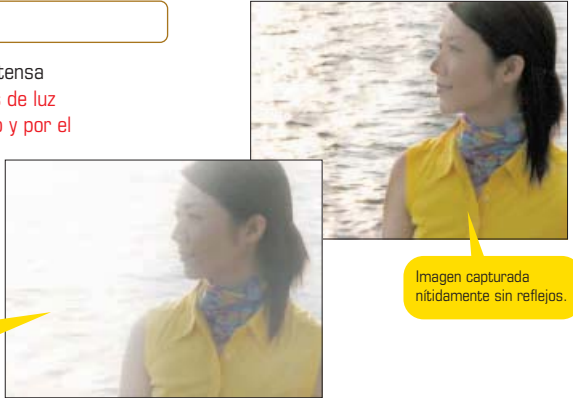 tensa
de luz
o y por el
Imagen capturada
nítidamente sin reflejos.